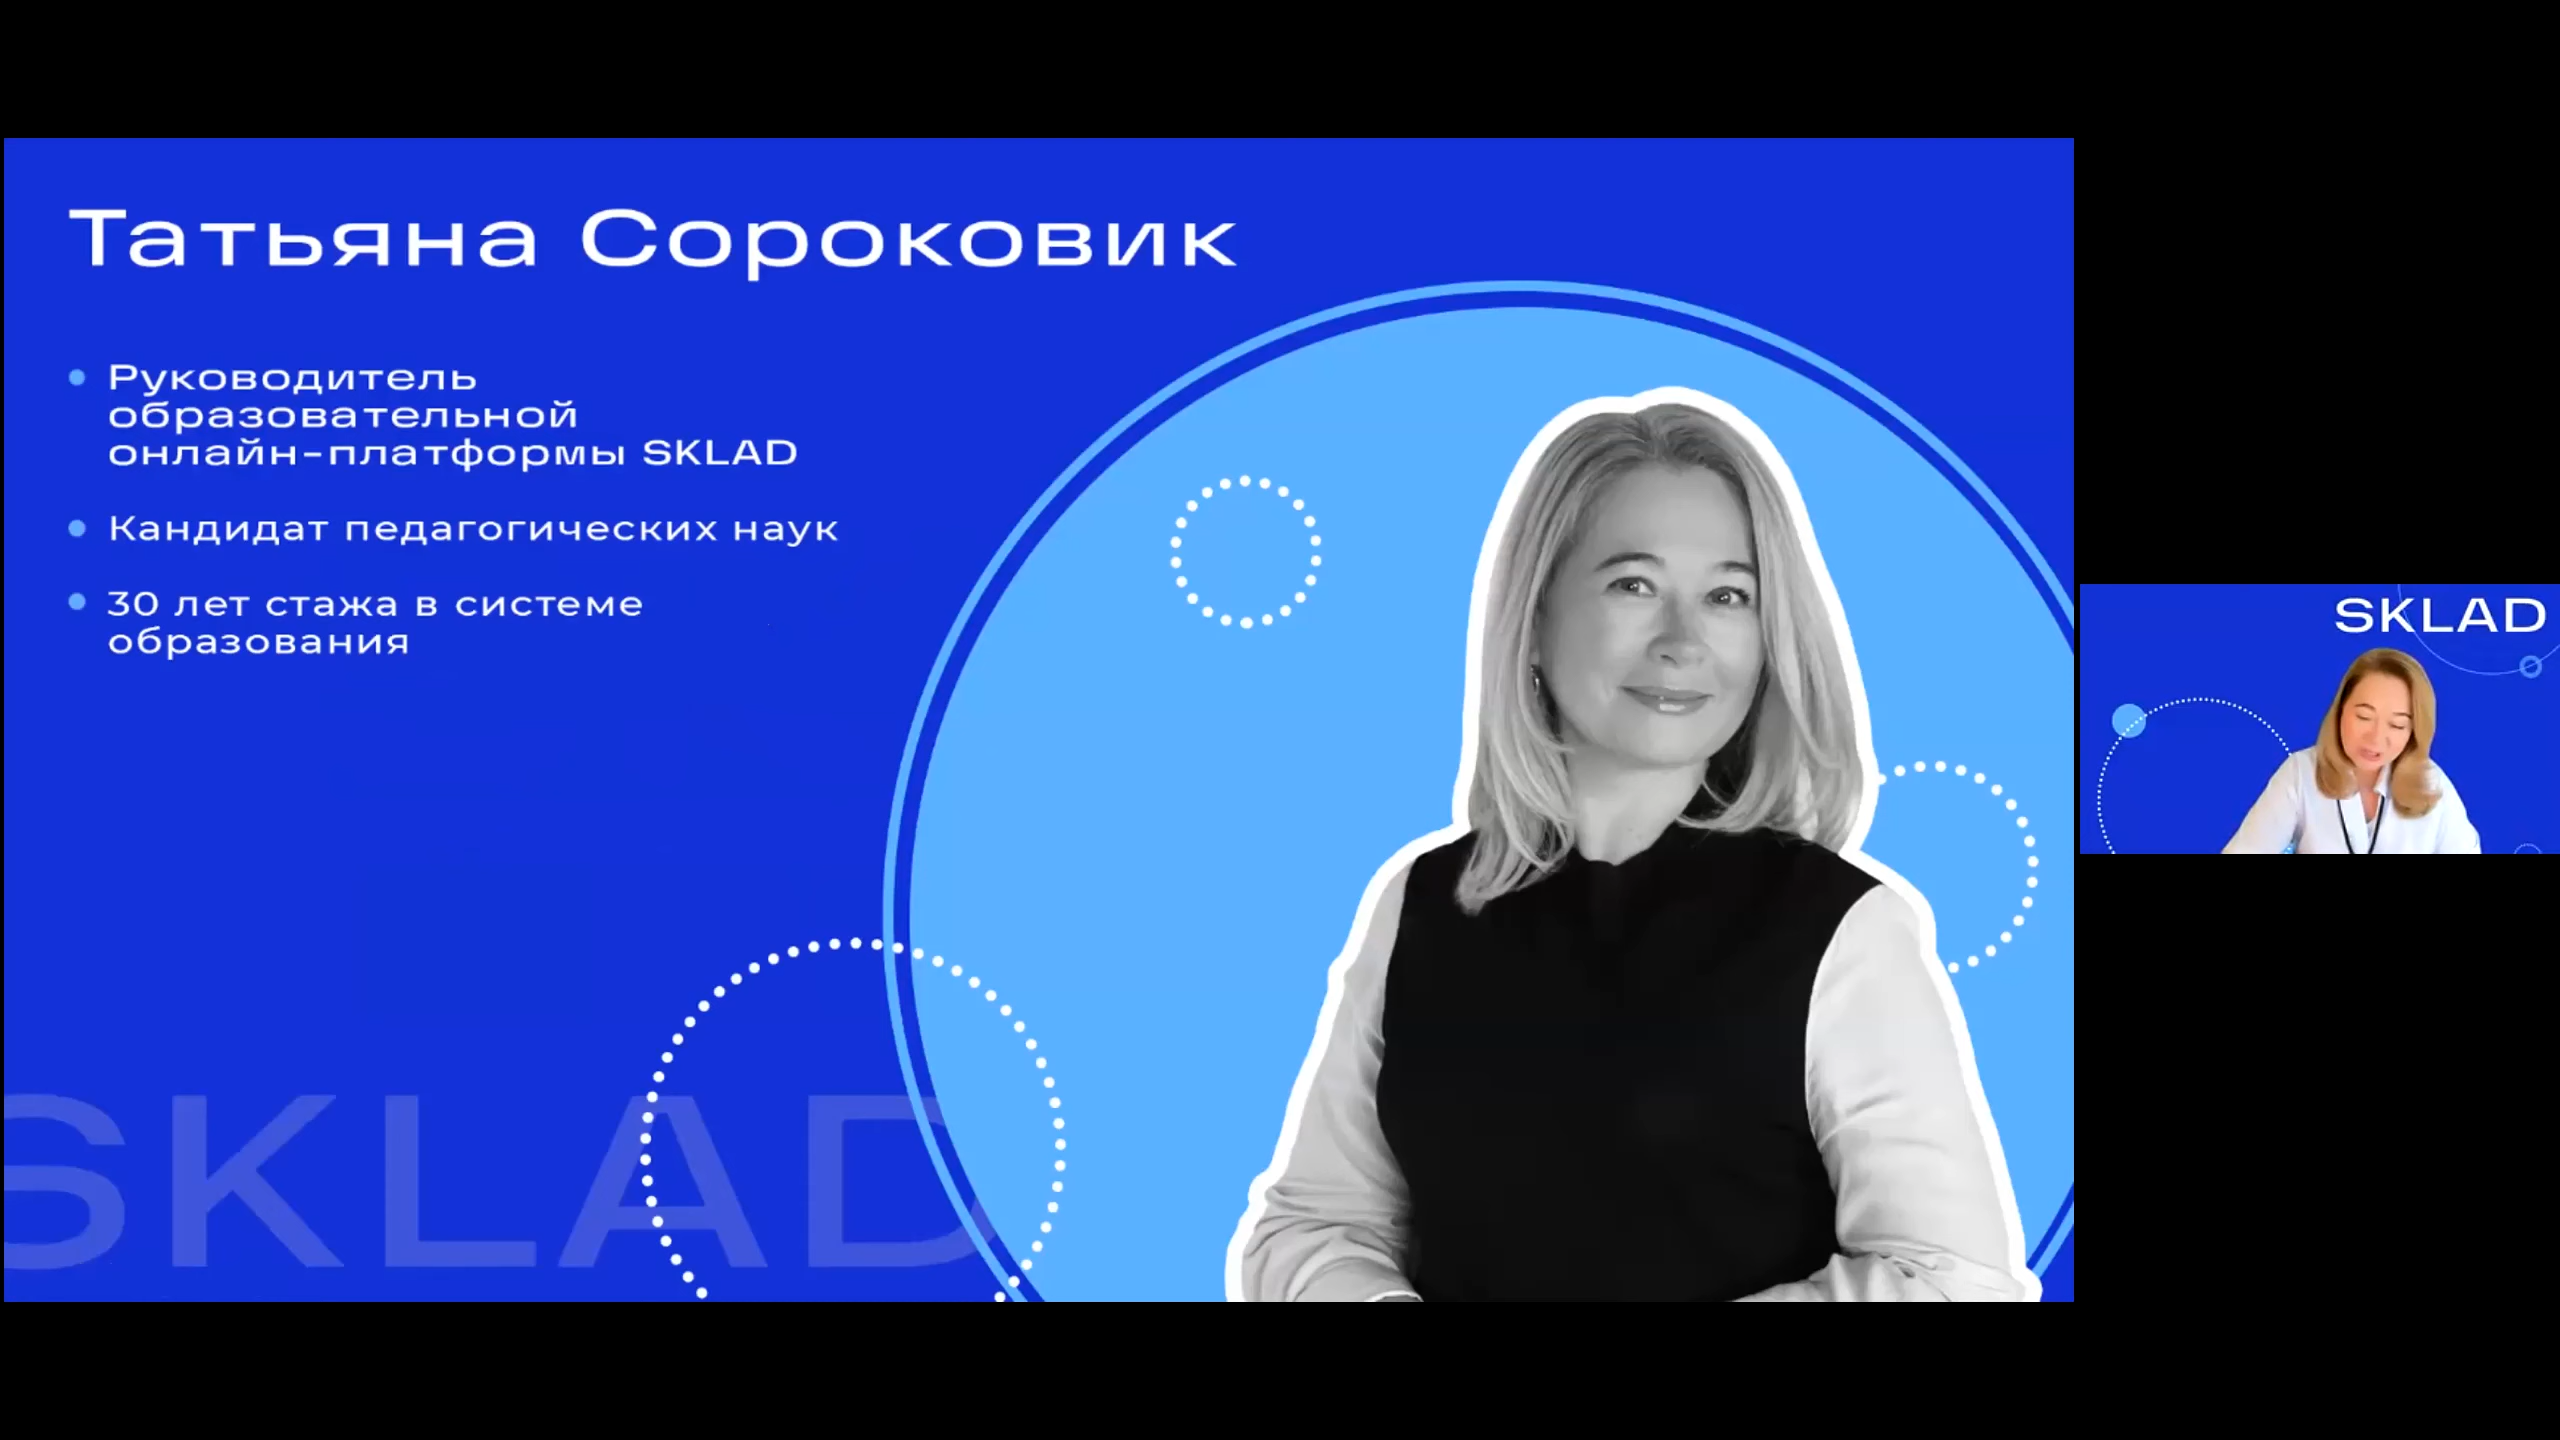 Татьяна Сороковик
Руководитель
образовательной
онлайн-платформы SKLAD
Кандидат педагогических наук
30 лет стажа в системе
образования
SKLAD
SKLAD